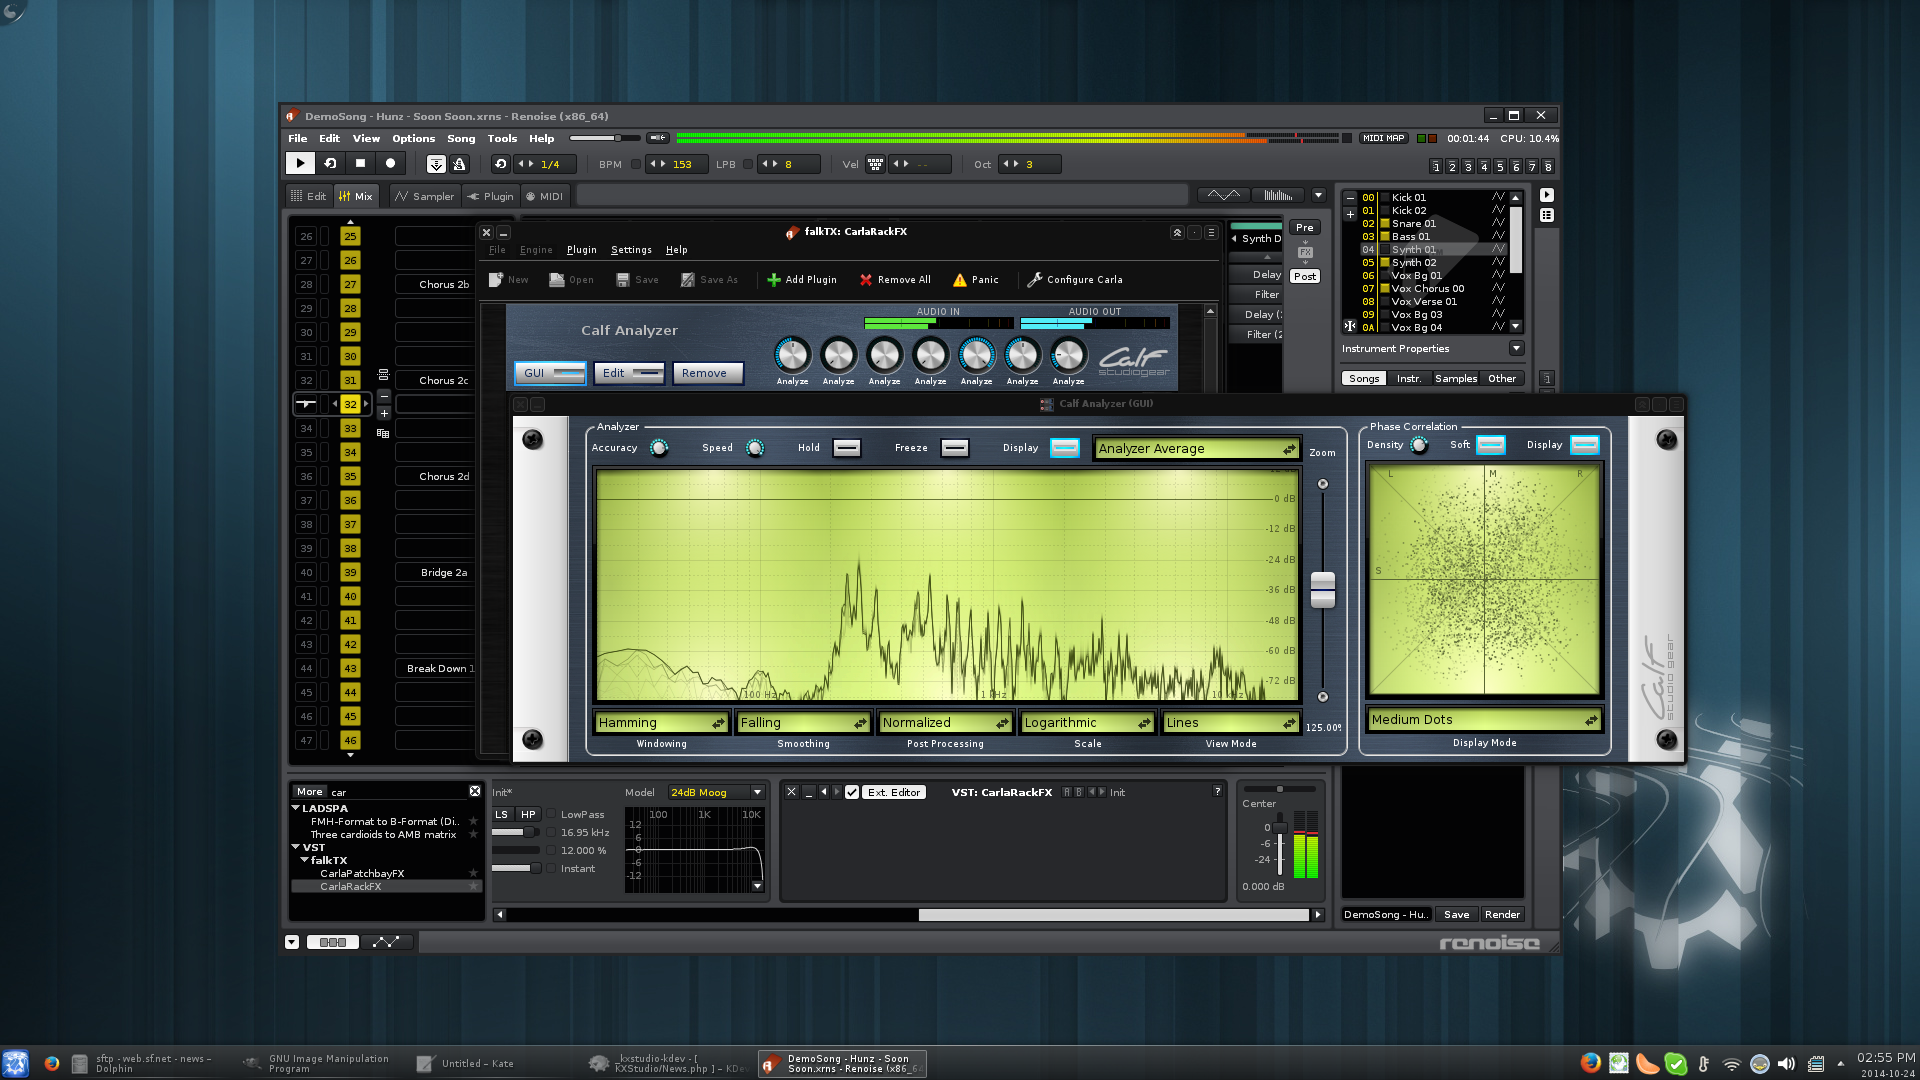 DemoSong - Hunz - Soon Soon.xrns - Renoise (x86_64)
File Edit View Options Song Tools Help
MIDI MAP 00:01:44 CPU: 10.4%
1/4 BPM 153 LPB 8 Vel -- Oct 3
1 2 3 4 5 6 7 8
Edit Mix Sampler Plugin MIDI
26 25
27 26
28 27 Chorus 2b
29 28
30 29
31 30
32 31 Chorus 2c
32
34 33
35 34
36 35 Chorus 2d
37 36
38 37
39 38
40 39 Bridge 2a
41 40
42 41
43 42
44 43 Break Down 1
45 44
46 45
47 46
falkTX: CarlaRackFX
File Engine Plugin Settings Help
New Open Save Save As Add Plugin Remove All Panic Configure Carla
Calf Analyzer
AUDIO IN AUDIO OUT
GUI Edit Remove
Analyze Analyze Analyze Analyze Analyze Analyze Analyze
Calf studiogear
Synth D
Delay
Filter
Delay (2
Filter (2
Pre
FX
Post
00 Kick 01
01 Kick 02
02 Snare 01
03 Bass 01
04 Synth 01
05 Synth 02
06 Vox Bg 01
07 Vox Chorus 00
08 Vox Verse 01
09 Vox Bg 03
0A Vox Bg 04
Instrument Properties
Songs Instr. Samples Other
1
Calf Analyzer (GUI)
Analyzer
Accuracy Speed Hold Freeze Display Analyzer Average Zoom
0 dB
-12 dB
-24 dB
-36 dB
-48 dB
-60 dB
-72 dB
100 Hz 1 kHz 10 kHz
125.00%
Hamming Falling Normalized Logarithmic Lines
Windowing Smoothing Post Processing Scale View Mode
Phase Correlation
Density Soft Display
L M R
S
Medium Dots
Display Mode
Calf studio gear
More car
LADSPA
FMH-Format to B-Format (Di..
Three cardioids to AMB matrix
VST
falkTX
CarlaPatchbayFX
CarlaRackFX
Init* Model 24dB Moog
LS HP LowPass
16.95 kHz
12.000 %
Instant
100 1K 10K
12
6
0
-6
-12
Ext. Editor VST: CarlaRackFX A B Init ?
Center
0
-6
-24
0.000 dB
DemoSong - Hu.. Save Render
renoise
sftp - web.sf.net - news –
Dolphin
GNU Image Manipulation
Program
Untitled – Kate
_kxstudio-kdev - [
KXStudio/News.php ] – KDev
DemoSong - Hunz - Soon
Soon.xrns - Renoise (x86_64
02:55 PM
2014-10-24